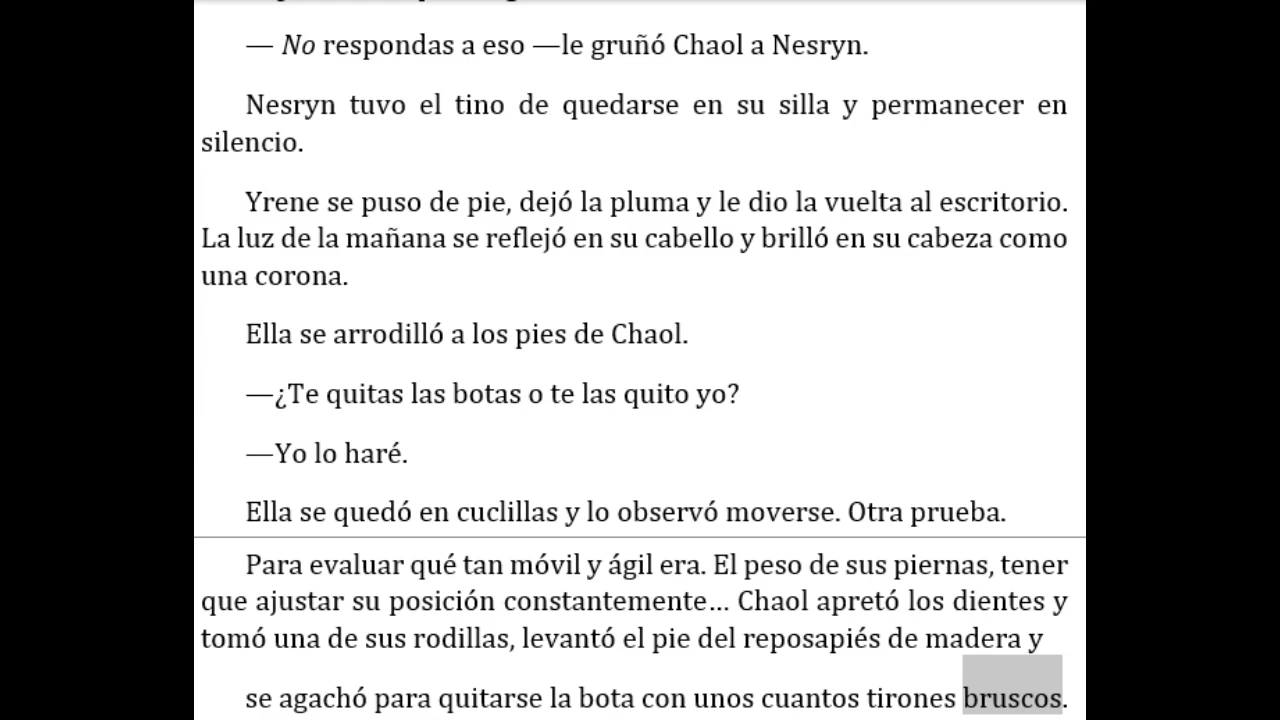 — No respondas a eso —le gruñó Chaol a Nesryn.
Nesryn tuvo el tino de quedarse en su silla y permanecer en
silencio.
Yrene se puso de pie, dejó la pluma y le dio la vuelta al escritorio.
La luz de la mañana se reflejó en su cabello y brilló en su cabeza como
una corona.
Ella se arrodilló a los pies de Chaol.
—¿Te quitas las botas o te las quito yo?
—Yo lo haré.
Ella se quedó en cuclillas y lo observó moverse. Otra prueba.
Para evaluar qué tan móvil y ágil era. El peso de sus piernas, tener
que ajustar su posición constantemente… Chaol apretó los dientes y
tomó una de sus rodillas, levantó el pie del reposapiés de madera y
se agachó para quitarse la bota con unos cuantos tirones bruscos.